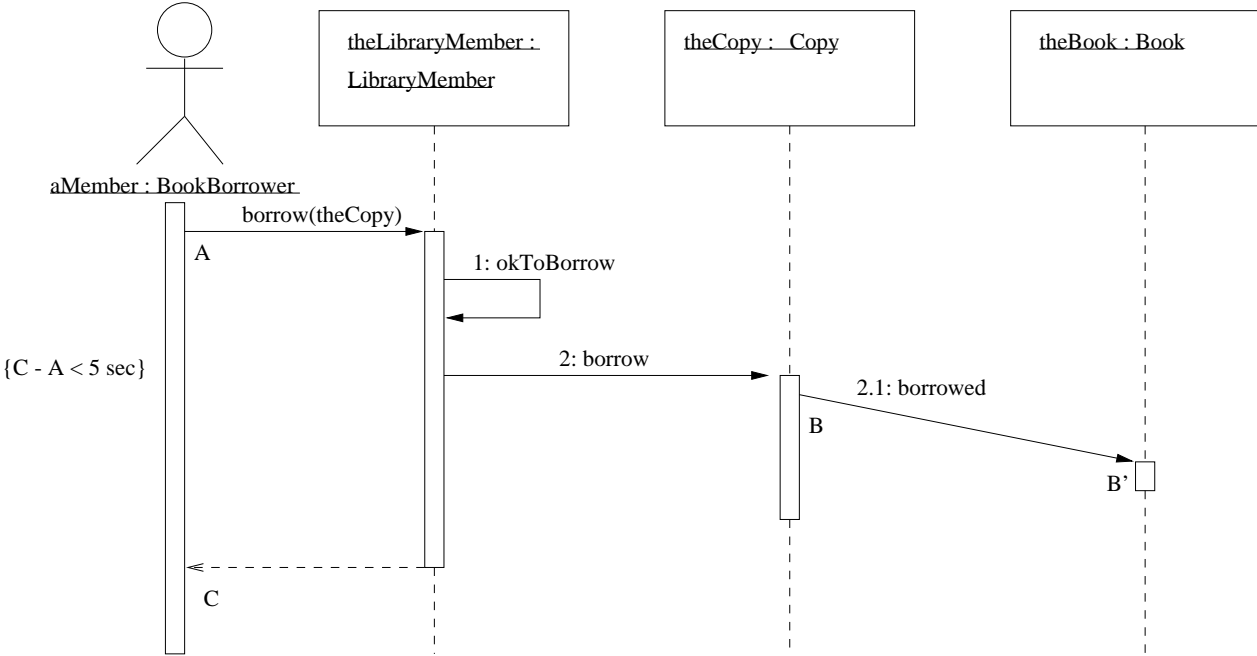 theLibraryMember :
LibraryMember
theCopy : Copy
theBook : Book
aMember : BookBorrower
borrow(theCopy)
A
1: okToBorrow
{C - A < 5 sec}
2: borrow
2.1: borrowed
B
B’
C